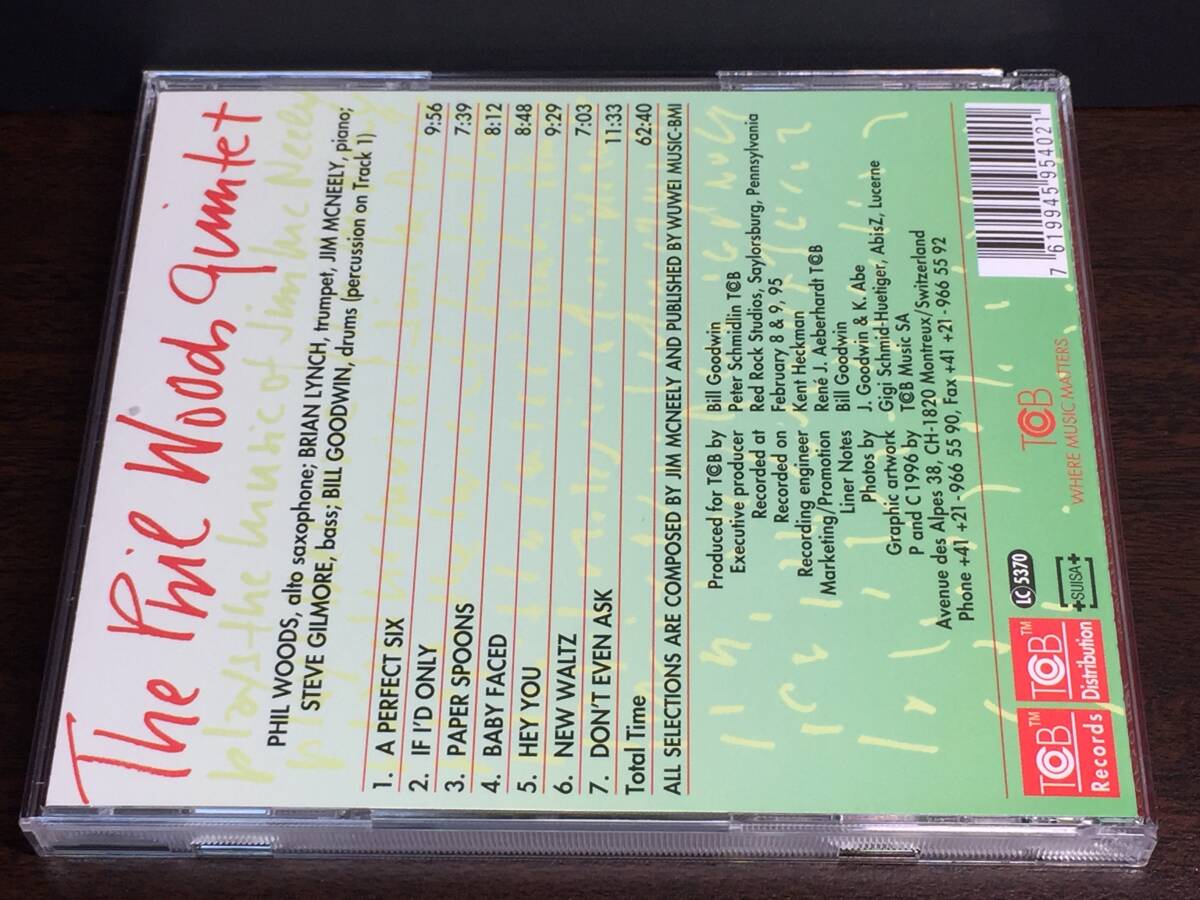 The Phil Woods Quintet
plays the music of Jim McNeely
PHIL WOODS, alto saxophone; BRIAN LYNCH, trumpet, JIM MCNEELY, piano;
STEVE GILMORE, bass; BILL GOODWIN, drums (percussion on Track 1)
1. A PERFECT SIX 9:56
2. IF I'D ONLY 7:39
3. PAPER SPOONS 8:12
4. BABY FACED 8:48
5. HEY YOU 9:29
6. NEW WALTZ 7:03
7. DON'T EVEN ASK 11:33
Total Time 62:40
ALL SELECTIONS ARE COMPOSED BY JIM MCNEELY AND PUBLISHED BY WUWEI MUSIC-BMI
Produced for TCB by Bill Goodwin
Executive producer Peter Schmidlin TCB
Recorded at Red Rock Studios, Saylorsburg, Pennsylvania
Recorded on February 8 & 9, 95
Recording engineer Kent Heckman
Marketing/Promotion René J. Aeberhardt TCB
Liner Notes Bill Goodwin
Photos by J. Goodwin & K. Abe
Graphic artwork Gigi Schmid-Huetiger, AbisZ, Lucerne
P and C 1996 by TCB Music SA
Avenue des Alpes 38, CH-1820 Montreux/Switzerland
Phone +41 +21 - 966 55 90, Fax +41 +21 - 966 55 92
TCB™ Records
TCB™ Distribution
LC 5370
+SUISA+
TCB
WHERE MUSIC MATTERS
7 619945 954021